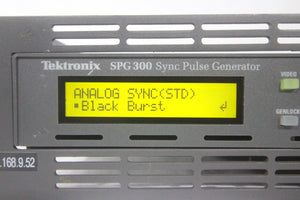 Tektronix SPG 300 Sync Pulse Generator
VIDEO
ANALOG SYNC(STD)
*Black Burst ↲
GENLOCK
.168.9.52